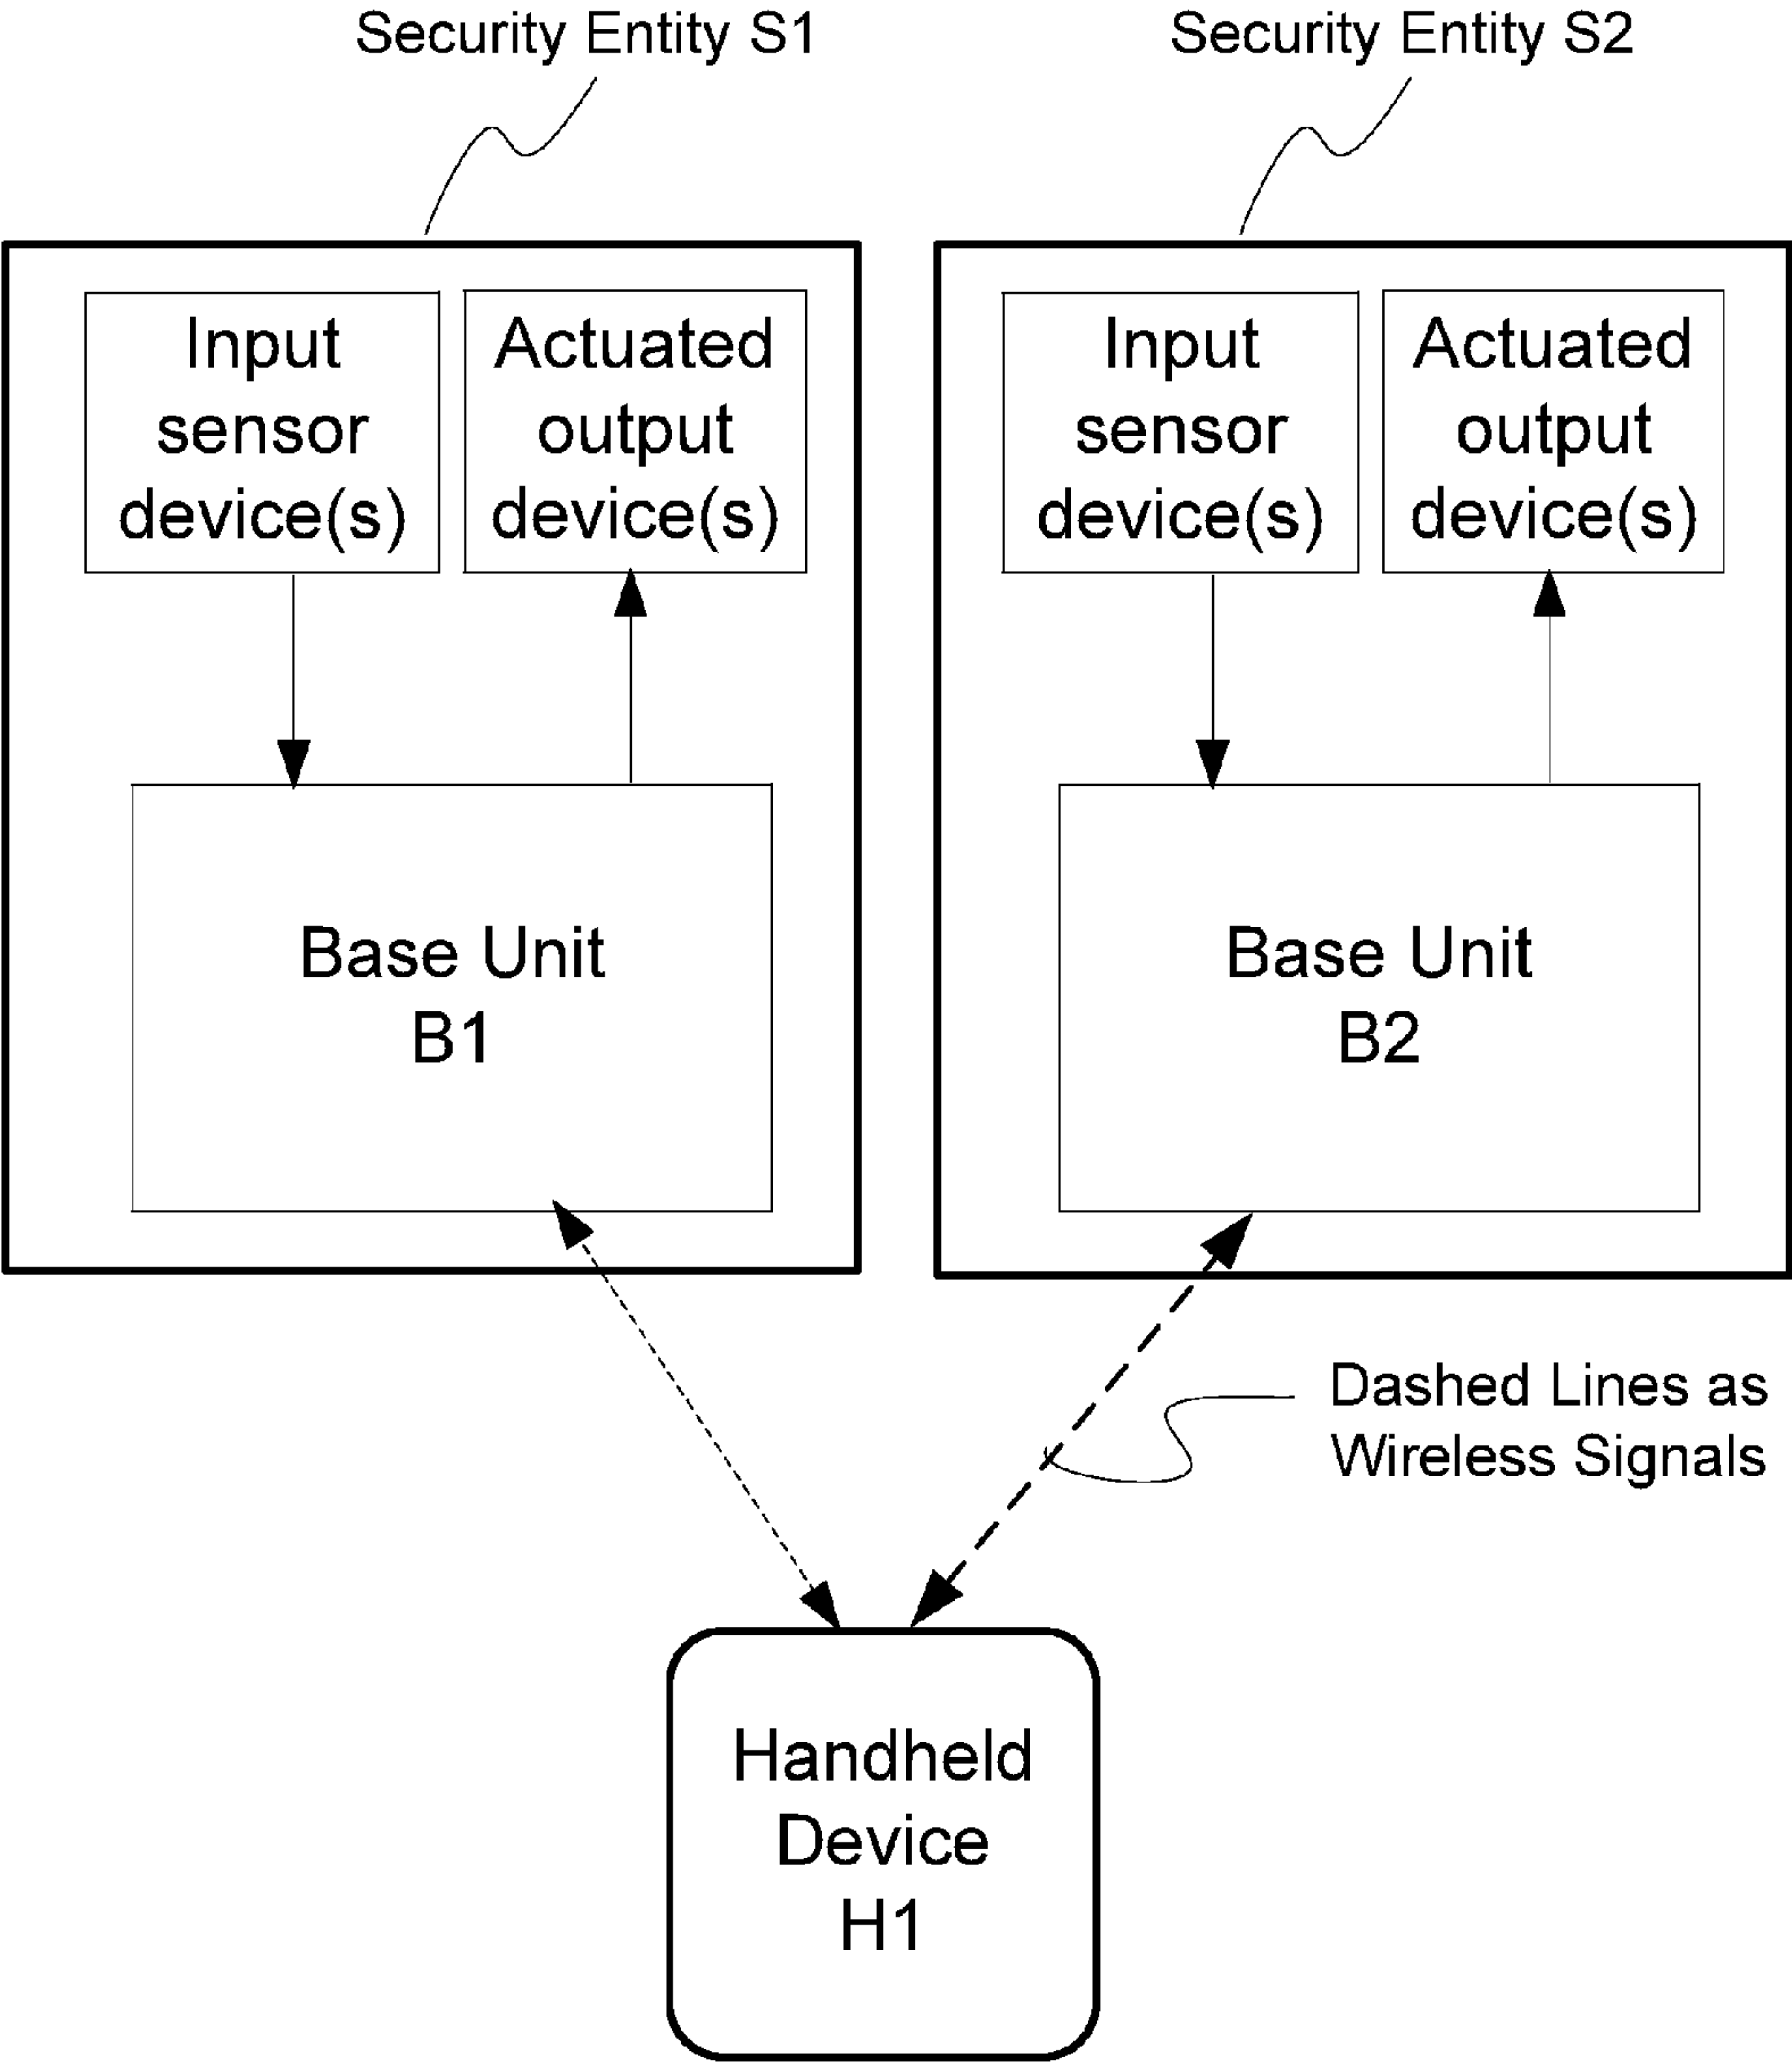 Security Entity S1
Security Entity S2
Input
sensor
device(s)
Actuated
output
device(s)
Input
sensor
device(s)
Actuated
output
device(s)
Base Unit
B1
Base Unit
B2
Dashed Lines as
Wireless Signals
Handheld
Device
H1